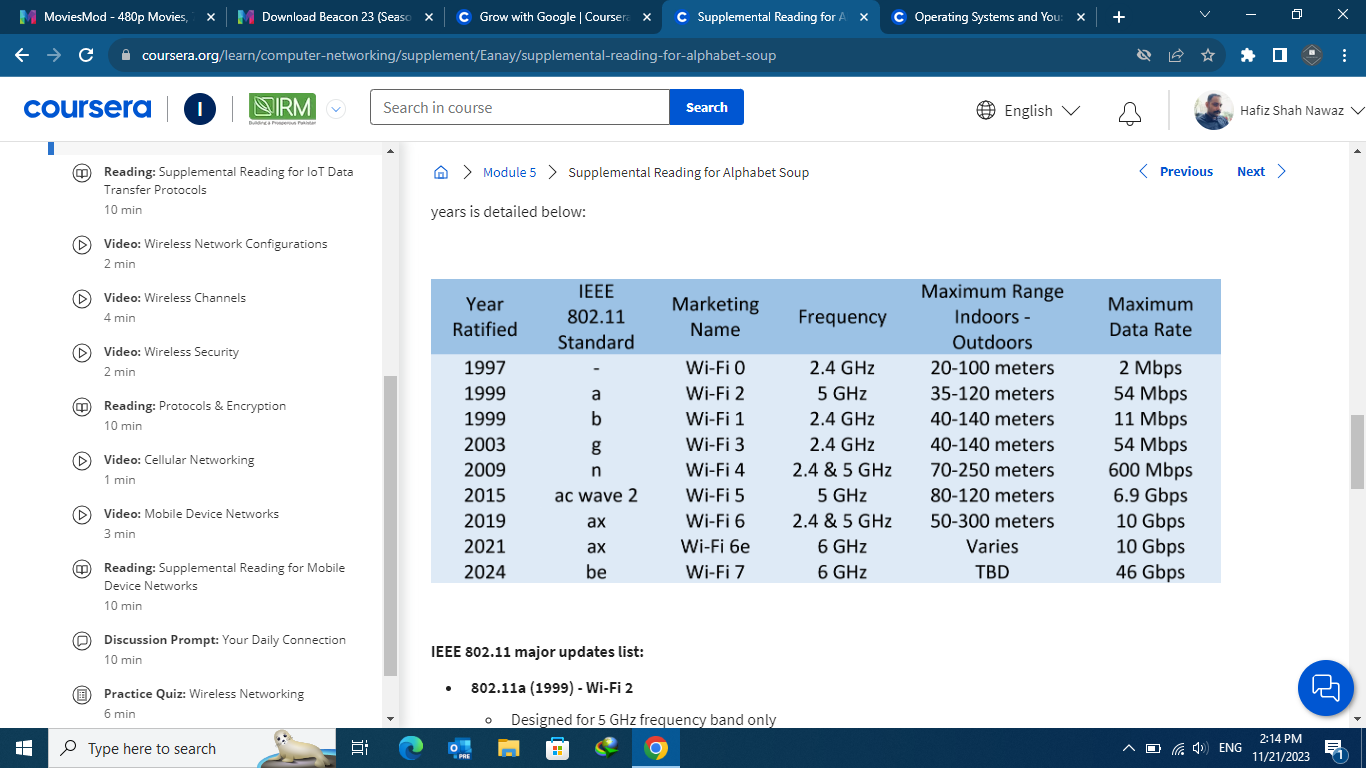 MoviesMod - 480p Movies,
Download Beacon 23 (Seaso
Grow with Google | Coursera
Supplemental Reading for A
Operating Systems and You:
coursera.org/learn/computer-networking/supplement/Eanay/supplemental-reading-for-alphabet-soup
coursera
I
IRM
Search in course
Search
English
Hafiz Shah Nawaz
Reading: Supplemental Reading for IoT Data
Transfer Protocols
10 min
Video: Wireless Network Configurations
2 min
Video: Wireless Channels
4 min
Video: Wireless Security
2 min
Reading: Protocols & Encryption
10 min
Video: Cellular Networking
1 min
Video: Mobile Device Networks
3 min
Reading: Supplemental Reading for Mobile
Device Networks
10 min
Discussion Prompt: Your Daily Connection
10 min
Practice Quiz: Wireless Networking
6 min
Module 5 Supplemental Reading for Alphabet Soup
Previous Next
years is detailed below:
Year Ratified IEEE 802.11 Standard Marketing Name Frequency Maximum Range Indoors - Outdoors Maximum Data Rate
1997 - Wi-Fi 0 2.4 GHz 20-100 meters 2 Mbps
1999 a Wi-Fi 2 5 GHz 35-120 meters 54 Mbps
1999 b Wi-Fi 1 2.4 GHz 40-140 meters 11 Mbps
2003 g Wi-Fi 3 2.4 GHz 40-140 meters 54 Mbps
2009 n Wi-Fi 4 2.4 & 5 GHz 70-250 meters 600 Mbps
2015 ac wave 2 Wi-Fi 5 5 GHz 80-120 meters 6.9 Gbps
2019 ax Wi-Fi 6 2.4 & 5 GHz 50-300 meters 10 Gbps
2021 ax Wi-Fi 6e 6 GHz Varies 10 Gbps
2024 be Wi-Fi 7 6 GHz TBD 46 Gbps
IEEE 802.11 major updates list:
• 802.11a (1999) - Wi-Fi 2
Designed for 5 GHz frequency band only
Type here to search
PRE
ENG
2:14 PM
11/21/2023
1